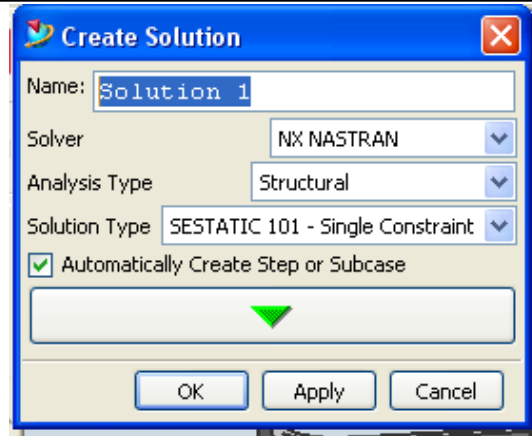 Create Solution
Name: Solution 1
Solver NX NASTRAN
Analysis Type Structural
Solution Type SESTATIC 101 - Single Constraint
Automatically Create Step or Subcase
OK Apply Cancel